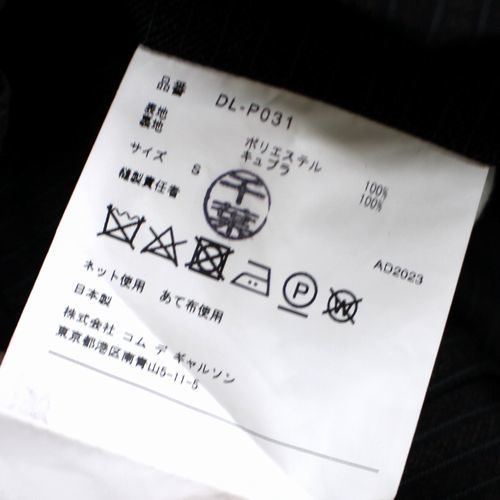 品番 DL-P031
表地 ポリエステル 100%
裏地 キュプラ 100%
サイズ S
縫製責任者 千葉
AD2023
P W
ネット使用 あて布使用
日本製
株式会社 コム デ ギャルソン
東京都港区南青山5-11-5